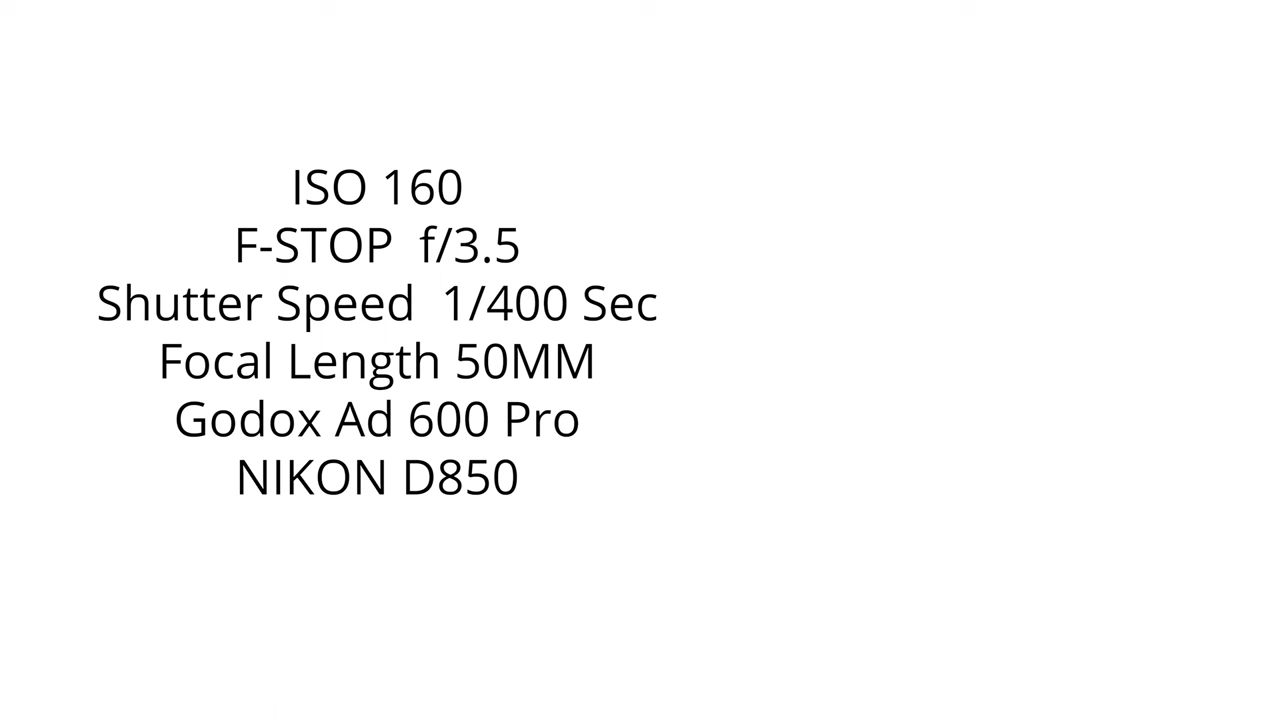 ISO 160
F-STOP f/3.5
Shutter Speed 1/400 Sec
Focal Length 50MM
Godox Ad 600 Pro
NIKON D850